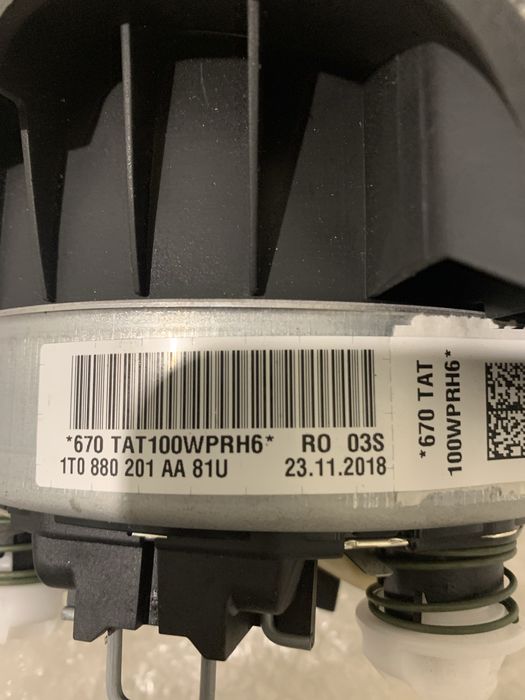 *670 TAT100WPRH6* RO 03S
1T0 880 201 AA 81U 23.11.2018
*670 TAT
100WPRH6*